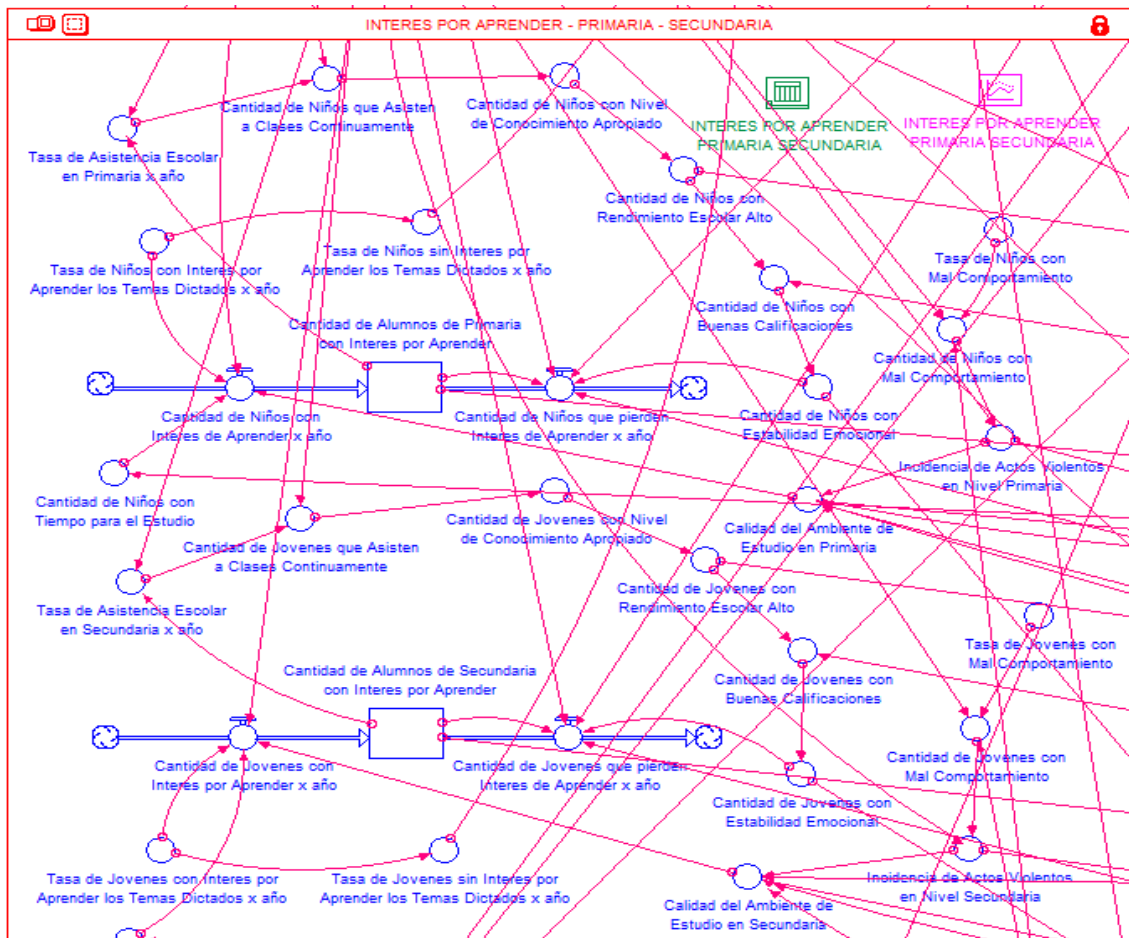 INTERES POR APRENDER - PRIMARIA - SECUNDARIA
Cantidad de Niños que Asisten
a Clases Continuamente
Cantidad de Niños con Nivel
de Conocimiento Apropiado
INTERES POR APRENDER
PRIMARIA SECUNDARIA
INTERES POR APRENDER
PRIMARIA SECUNDARIA
Tasa de Asistencia Escolar
en Primaria x año
Cantidad de Niños con
Rendimiento Escolar Alto
Tasa de Niños con Interes por
Aprender los Temas Dictados x año
Tasa de Niños sin Interes por
Aprender los Temas Dictados x año
Tasa de Niños con
Mal Comportamiento
Cantidad de Niños con
Buenas Calificaciones
Cantidad de Alumnos de Primaria
con Interes por Aprender
Cantidad de Niños con
Mal Comportamiento
Cantidad de Niños con
Interes de Aprender x año
Cantidad de Niños que pierden
Interes de Aprender x año
Cantidad de Niños con
Estabilidad Emocional
Incidencia de Actos Violentos
en Nivel Primaria
Cantidad de Niños con
Tiempo para el Estudio
Cantidad de Jovenes con Nivel
de Conocimiento Apropiado
Calidad del Ambiente de
Estudio en Primaria
Cantidad de Jovenes que Asisten
a Clases Continuamente
Cantidad de Jovenes con
Rendimiento Escolar Alto
Tasa de Asistencia Escolar
en Secundaria x año
Tasa de Jovenes con
Mal Comportamiento
Cantidad de Alumnos de Secundaria
con Interes por Aprender
Cantidad de Jovenes con
Buenas Calificaciones
Cantidad de Jovenes con
Interes por Aprender x año
Cantidad de Jovenes que pierden
Interes de Aprender x año
Cantidad de Jovenes con
Mal Comportamiento
Cantidad de Jovenes con
Estabilidad Emocional
Tasa de Jovenes con Interes por
Aprender los Temas Dictados x año
Tasa de Jovenes sin Interes por
Aprender los Temas Dictados x año
Incidencia de Actos Violentos
en Nivel Secundaria
Calidad del Ambiente de
Estudio en Secundaria